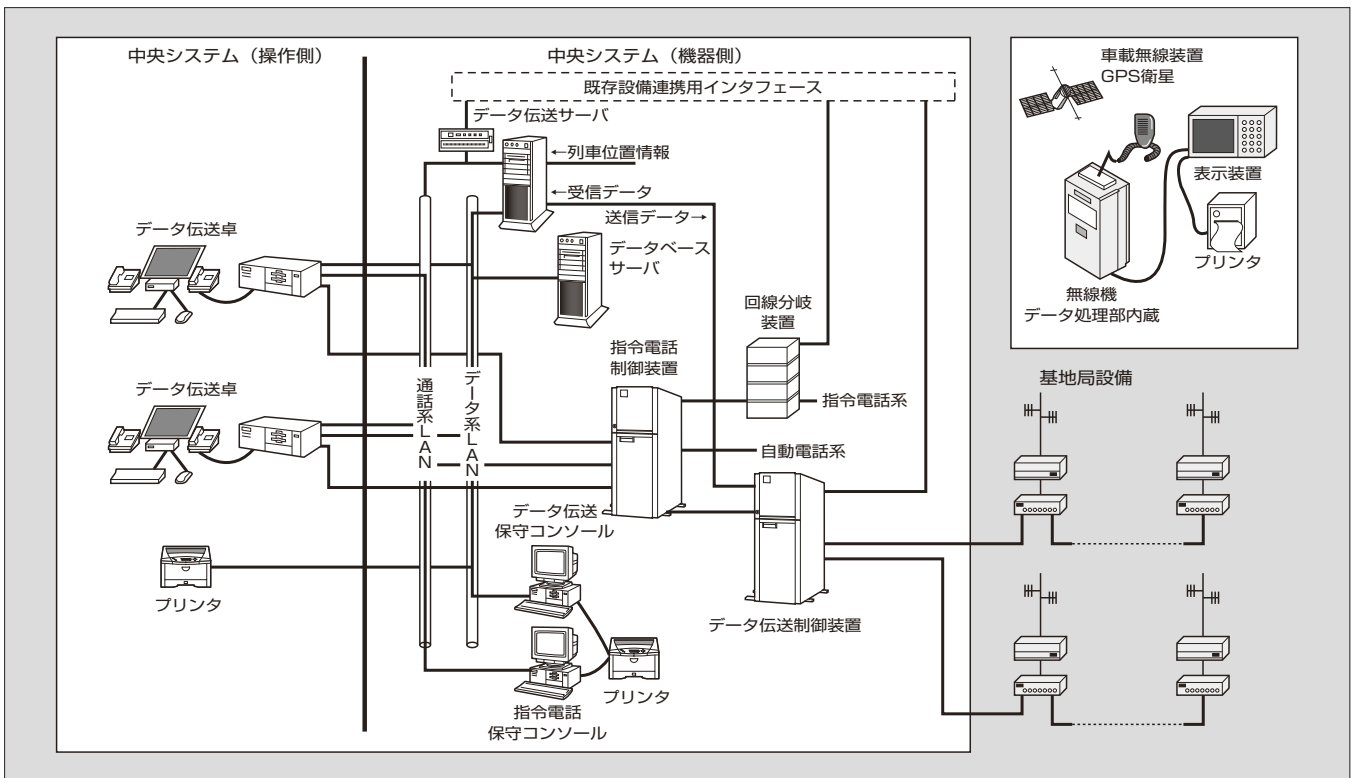 中央システム（操作側）
中央システム（機器側）
既存設備連携用インタフェース
データ伝送サーバ
←列車位置情報
←受信データ
送信データ→
データ伝送卓
データベース
サーバ
回線分岐
装置
指令電話
制御装置
データ伝送卓
通話系LAN
データ系LAN
指令電話系
自動電話系
データ伝送
保守コンソール
プリンタ
データ伝送制御装置
プリンタ
指令電話
保守コンソール
車載無線装置
GPS衛星
表示装置
プリンタ
無線機
データ処理部内蔵
基地局設備